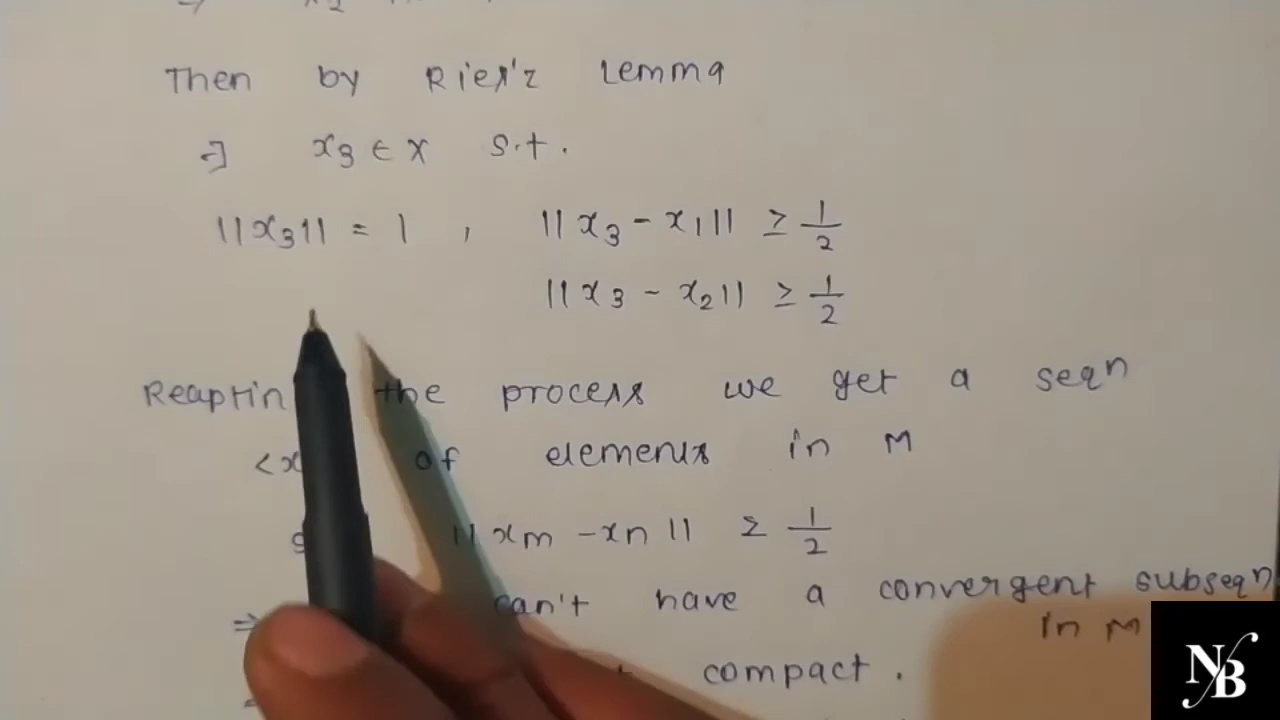 Then by Riesz's Lemma
∃ x₃ ∈ X s.t.
||x₃|| = 1 , ||x₃ - x₁|| ≥ 1/2
||x₃ - x₂|| ≥ 1/2
Reaptin the process we get a seqn
<x of elements in M
||xm - xn|| ≥ 1/2
⇒ can't have a convergent subseqn
in M
compact .
NB